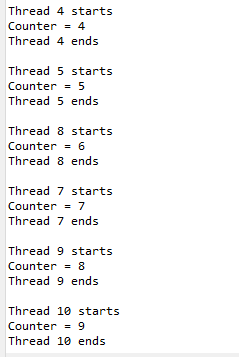 Thread 4 starts
Counter = 4
Thread 4 ends
Thread 5 starts
Counter = 5
Thread 5 ends
Thread 8 starts
Counter = 6
Thread 8 ends
Thread 7 starts
Counter = 7
Thread 7 ends
Thread 9 starts
Counter = 8
Thread 9 ends
Thread 10 starts
Counter = 9
Thread 10 ends